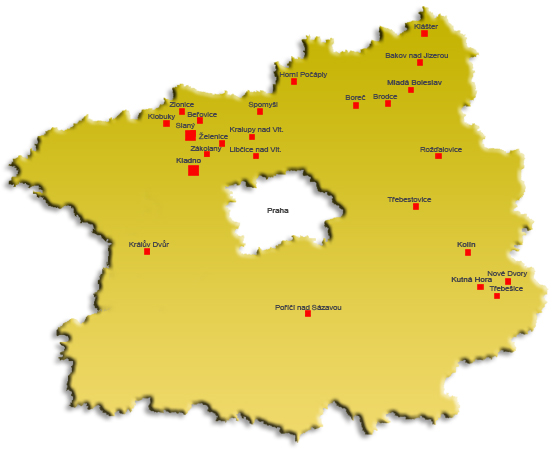 Klášter
Bakov nad Jizerou
Horní Počáply
Mladá Boleslav
Boreč
Brodce
Zlonice
Spomyšl
Beřovice
Klobuky
Slaný
Kralupy nad Vlt.
Želenice
Zákolany
Libčice nad Vlt.
Rožďalovice
Kladno
Třebestovice
Praha
Králův Dvůr
Kolín
Nové Dvory
Kutná Hora
Třebešice
Poříčí nad Sázavou